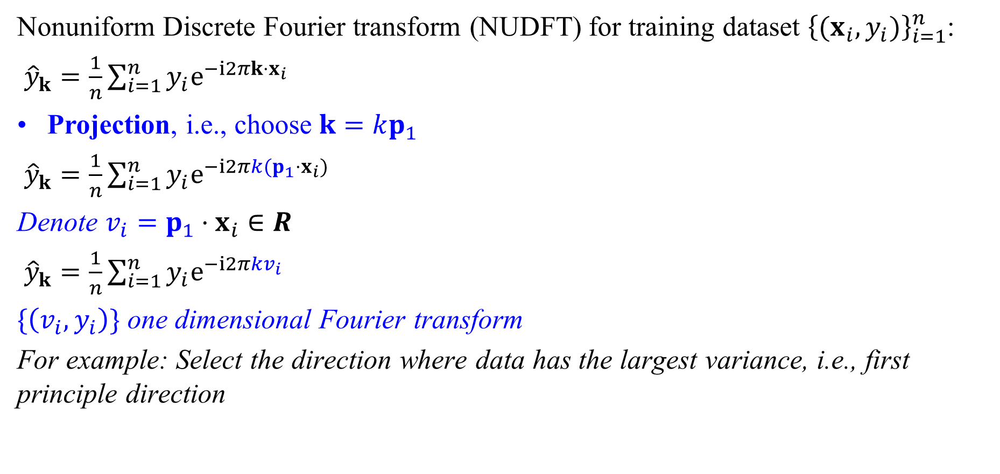 Nonuniform Discrete Fourier transform (NUDFT) for training dataset $\{(\mathbf{x}_i, y_i)\}_{i=1}^{n}$:
$\hat{y}_{\mathbf{k}} = \frac{1}{n}\sum_{i=1}^{n} y_i \mathrm{e}^{-\mathrm{i}2\pi \mathbf{k}\cdot\mathbf{x}_i}$
• Projection, i.e., choose $\mathbf{k} = k\mathbf{p}_1$
$\hat{y}_{\mathbf{k}} = \frac{1}{n}\sum_{i=1}^{n} y_i \mathrm{e}^{-\mathrm{i}2\pi k(\mathbf{p}_1\cdot\mathbf{x}_i)}$
Denote $v_i = \mathbf{p}_1 \cdot \mathbf{x}_i \in \boldsymbol{R}$
$\hat{y}_{\mathbf{k}} = \frac{1}{n}\sum_{i=1}^{n} y_i \mathrm{e}^{-\mathrm{i}2\pi k v_i}$
$\{(v_i, y_i)\}$ one dimensional Fourier transform
For example: Select the direction where data has the largest variance, i.e., first
principle direction